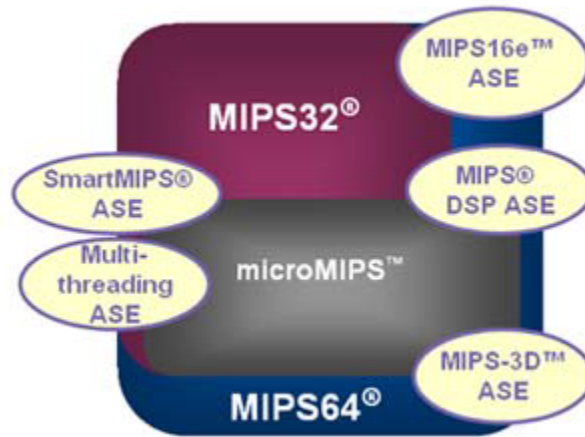 MIPS16e™
ASE
MIPS32®
SmartMIPS®
ASE
MIPS®
DSP ASE
Multi-
threading
ASE
microMIPS™
MIPS-3D™
ASE
MIPS64®